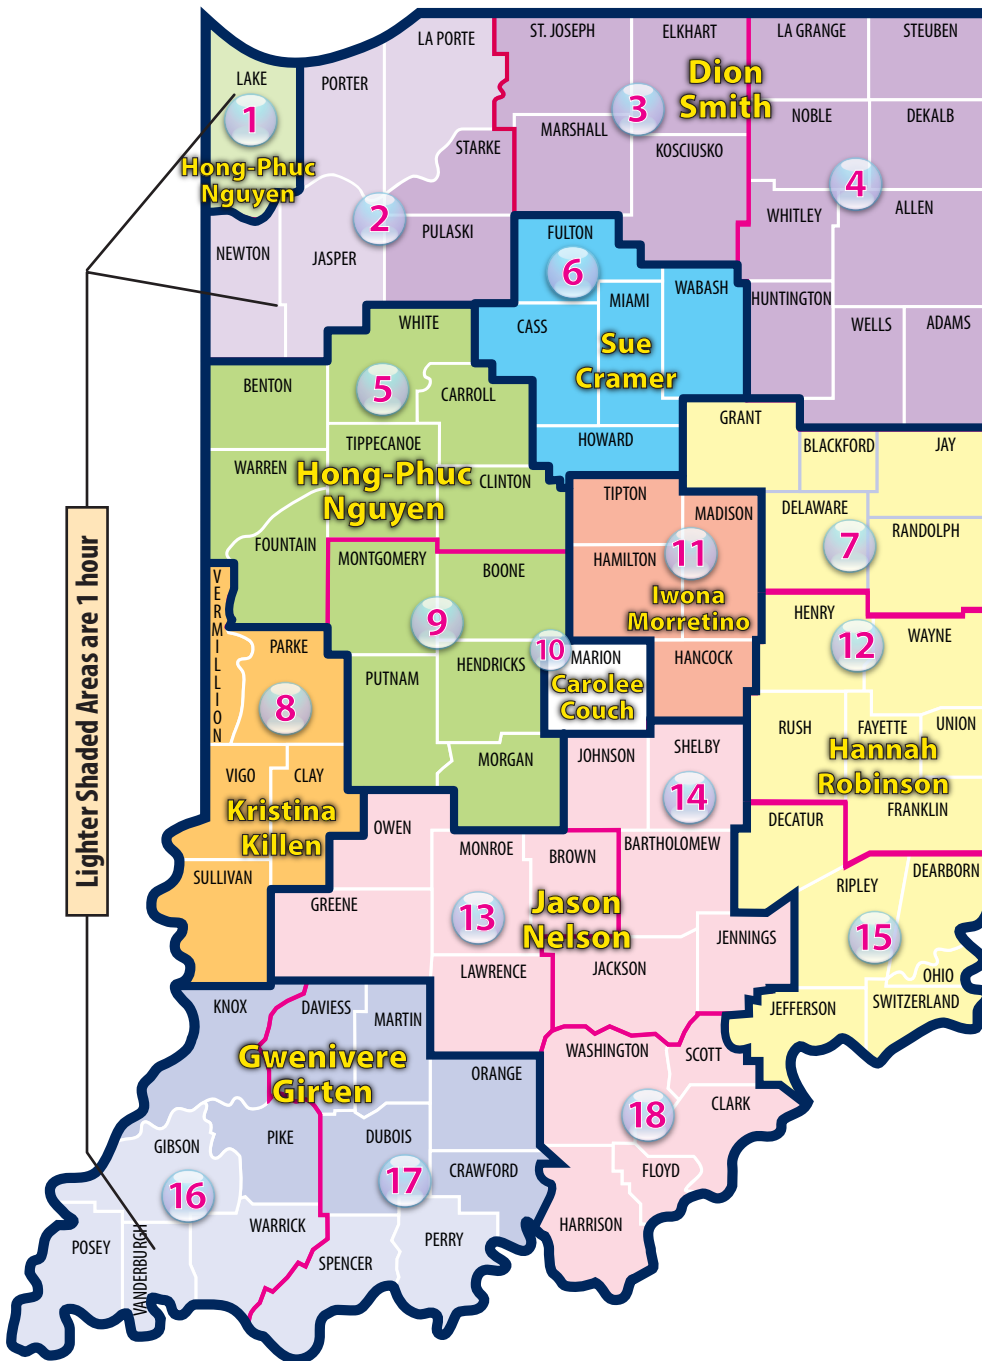 LA PORTE
ST. JOSEPH
ELKHART
LA GRANGE
STEUBEN
LAKE
PORTER
Dion
Smith
1
3
NOBLE
DEKALB
MARSHALL
STARKE
KOSCIUSKO
Hong-Phuc
Nguyen
2
4
WHITLEY
ALLEN
NEWTON
JASPER
PULASKI
FULTON
6
MIAMI
WABASH
HUNTINGTON
WHITE
CASS
WELLS
ADAMS
Sue
Cramer
BENTON
5
CARROLL
GRANT
TIPPECANOE
HOWARD
BLACKFORD
JAY
WARREN
Hong-Phuc
Nguyen
CLINTON
TIPTON
MADISON
DELAWARE
RANDOLPH
FOUNTAIN
MONTGOMERY
BOONE
HAMILTON
11
7
VERMILLION
Iwona
Morretino
HENRY
WAYNE
9
PARKE
10
MARION
HANCOCK
12
PUTNAM
HENDRICKS
Carolee
Couch
8
RUSH
FAYETTE
UNION
Hannah
Robinson
MORGAN
JOHNSON
SHELBY
VIGO
CLAY
14
Kristina
Killen
FRANKLIN
DECATUR
OWEN
MONROE
BROWN
BARTHOLOMEW
SULLIVAN
RIPLEY
DEARBORN
GREENE
13
Jason
Nelson
JENNINGS
15
LAWRENCE
JACKSON
OHIO
KNOX
DAVIESS
MARTIN
JEFFERSON
SWITZERLAND
Gwenivere
Girten
WASHINGTON
SCOTT
ORANGE
CLARK
18
PIKE
DUBOIS
GIBSON
CRAWFORD
FLOYD
16
17
WARRICK
HARRISON
POSEY
VANDERBURGH
SPENCER
PERRY
Lighter Shaded Areas are 1 hour